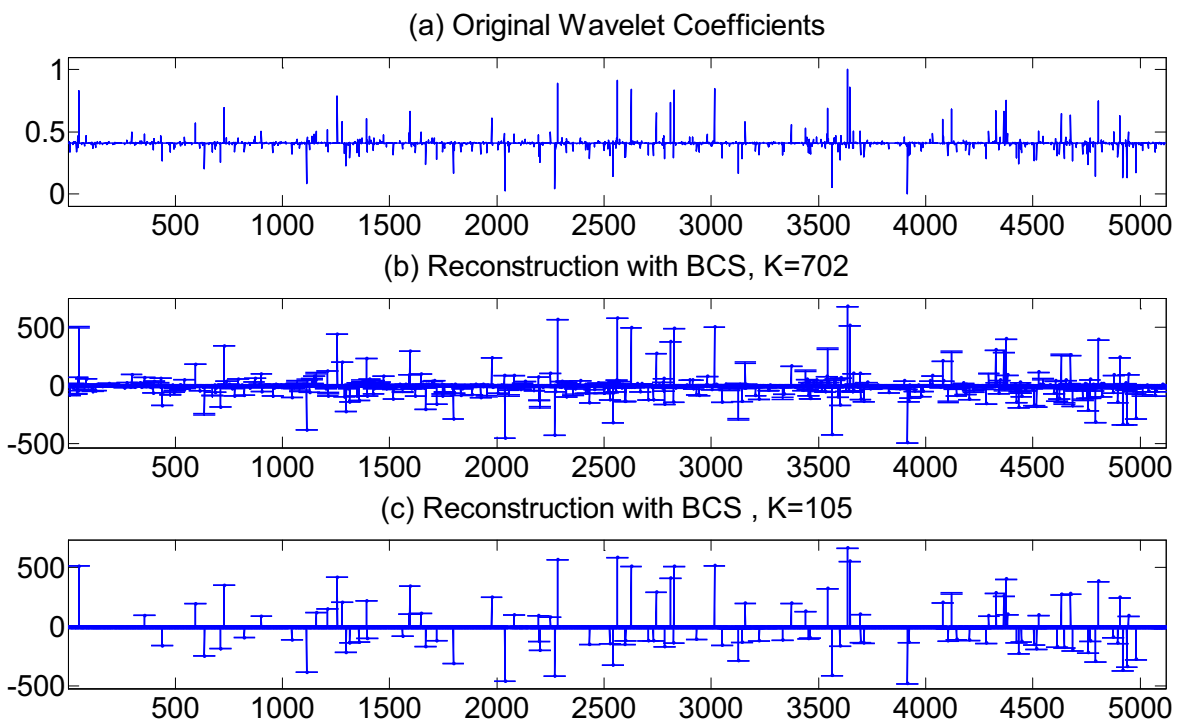 (a) Original Wavelet Coefficients
1
0.5
0
500 1000 1500 2000 2500 3000 3500 4000 4500 5000
(b) Reconstruction with BCS, K=702
500
0
-500
500 1000 1500 2000 2500 3000 3500 4000 4500 5000
(c) Reconstruction with BCS , K=105
500
0
-500
500 1000 1500 2000 2500 3000 3500 4000 4500 5000